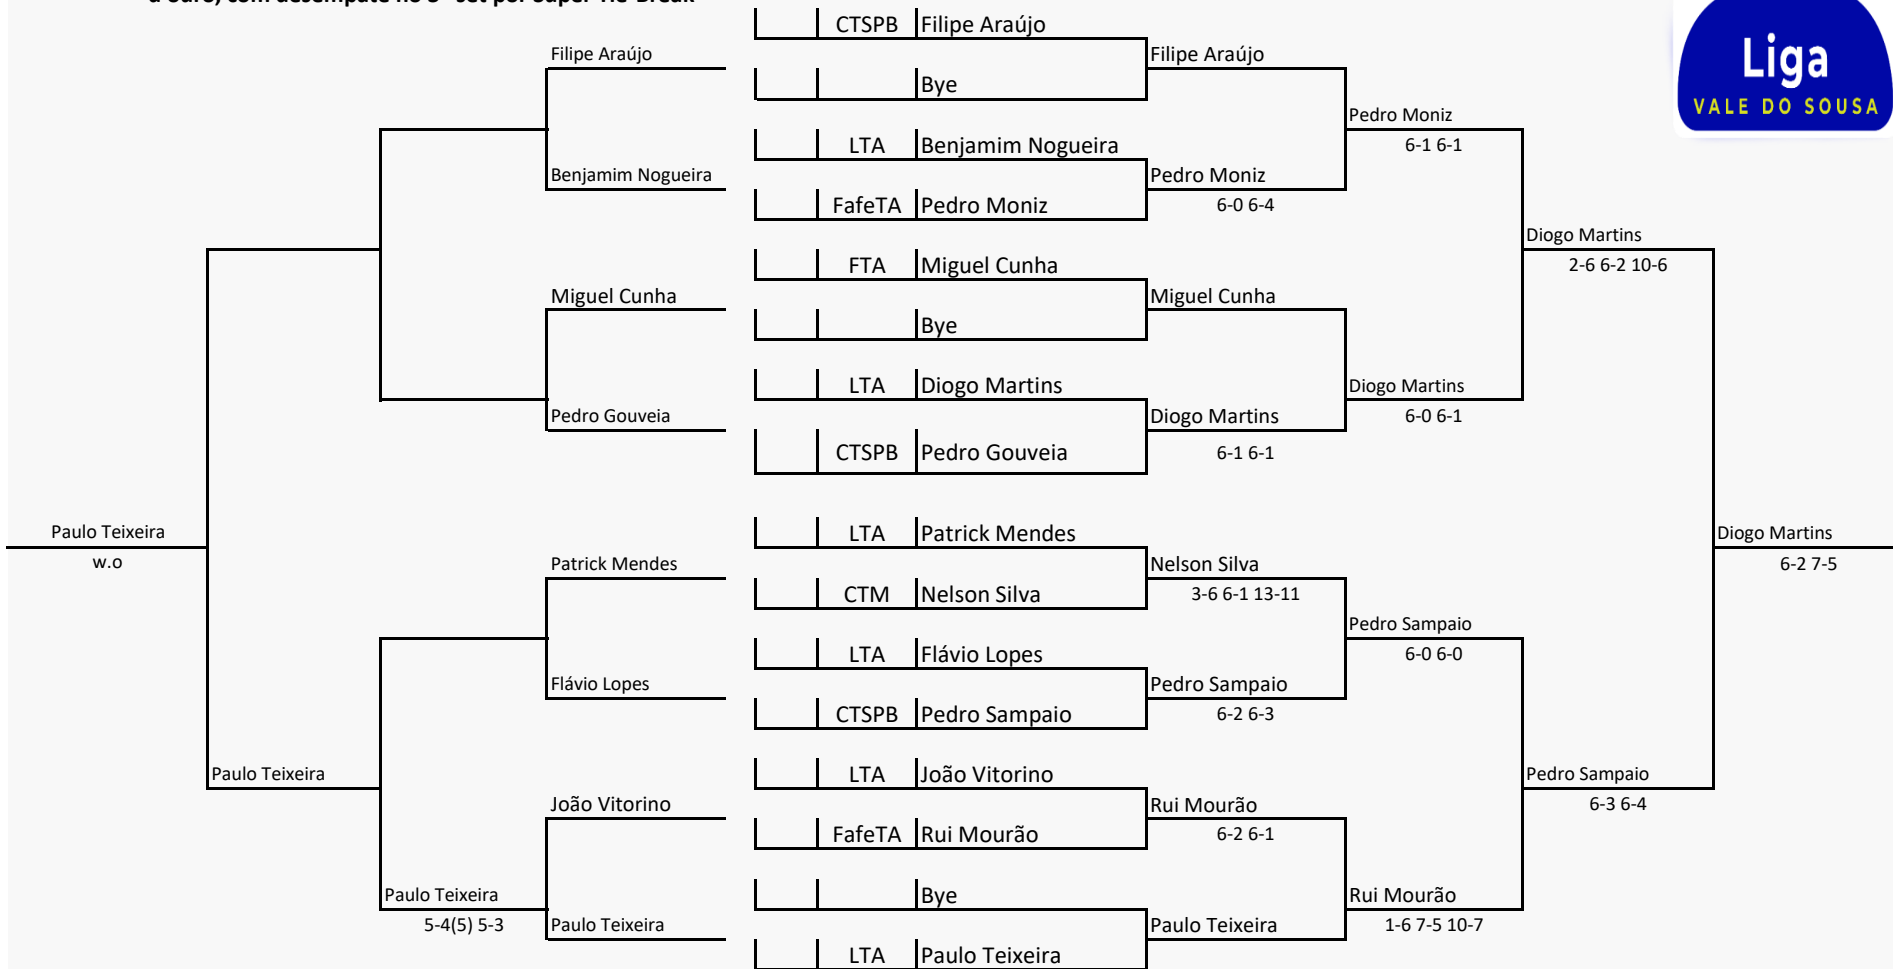 CTSPB Filipe Araújo
Liga
VALE DO SOUSA
Filipe Araújo
Filipe Araújo
Bye
Pedro Moniz
6-1 6-1
LTA Benjamim Nogueira
Benjamim Nogueira
Pedro Moniz
6-0 6-4
FafeTA Pedro Moniz
Diogo Martins
2-6 6-2 10-6
FTA Miguel Cunha
Miguel Cunha
Miguel Cunha
Bye
LTA Diogo Martins
Diogo Martins
6-0 6-1
Pedro Gouveia
Diogo Martins
6-1 6-1
CTSPB Pedro Gouveia
Paulo Teixeira
w.o
LTA Patrick Mendes
Diogo Martins
6-2 7-5
Patrick Mendes
Nelson Silva
3-6 6-1 13-11
CTM Nelson Silva
Pedro Sampaio
6-0 6-0
LTA Flávio Lopes
Flávio Lopes
Pedro Sampaio
6-2 6-3
CTSPB Pedro Sampaio
Paulo Teixeira
LTA João Vitorino
Pedro Sampaio
6-3 6-4
João Vitorino
Rui Mourão
6-2 6-1
FafeTA Rui Mourão
Paulo Teixeira
5-4(5) 5-3
Bye
Rui Mourão
1-6 7-5 10-7
Paulo Teixeira
Paulo Teixeira
LTA Paulo Teixeira